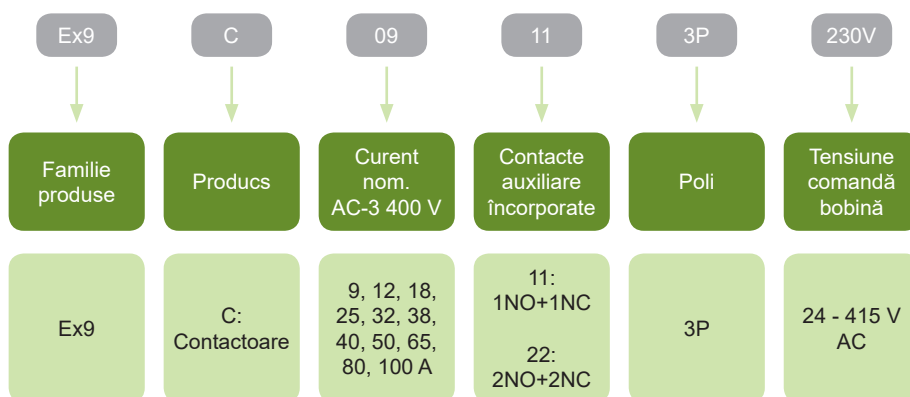 Ex9
C
09
11
3P
230V
Familie
produse
Producs
Curent
nom.
AC-3 400 V
Contacte
auxiliare
încorporate
Poli
Tensiune
comandă
bobină
Ex9
C:
Contactoare
9, 12, 18,
25, 32, 38,
40, 50, 65,
80, 100 A
11:
1NO+1NC
22:
2NO+2NC
3P
24 - 415 V
AC